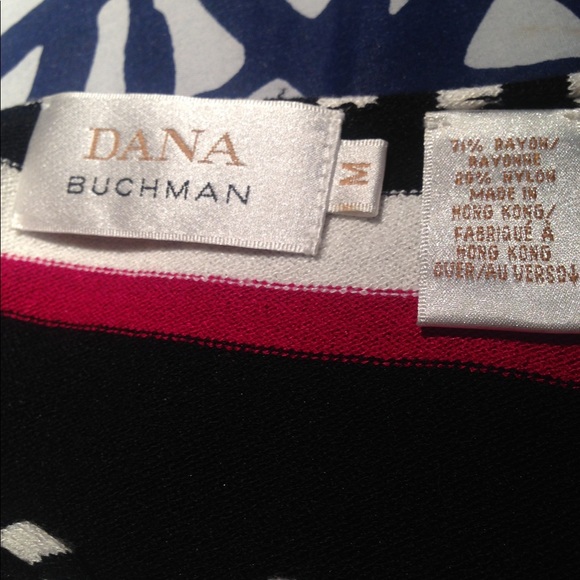 DANA
BUCHMAN
M
71% RAYON/
RAYONNE
29% NYLON
MADE IN
HONG KONG/
FABRIQUÉ À
HONG KONG
OVER/AU VERSO↓